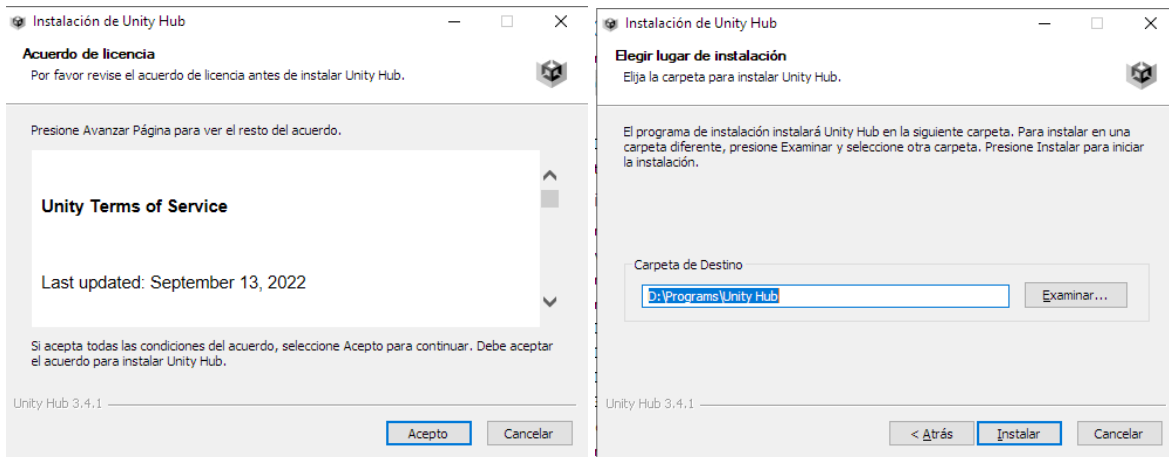 Instalación de Unity Hub
Acuerdo de licencia
Por favor revise el acuerdo de licencia antes de instalar Unity Hub.
Presione Avanzar Página para ver el resto del acuerdo.
Unity Terms of Service
Last updated: September 13, 2022
Si acepta todas las condiciones del acuerdo, seleccione Acepto para continuar. Debe aceptar
el acuerdo para instalar Unity Hub.
Unity Hub 3.4.1
Acepto
Cancelar
Instalación de Unity Hub
Elegir lugar de instalación
Elija la carpeta para instalar Unity Hub.
El programa de instalación instalará Unity Hub en la siguiente carpeta. Para instalar en una
carpeta diferente, presione Examinar y seleccione otra carpeta. Presione Instalar para iniciar
la instalación.
Carpeta de Destino
D:\Programs\Unity Hub
Examinar...
Unity Hub 3.4.1
< Atrás
Instalar
Cancelar